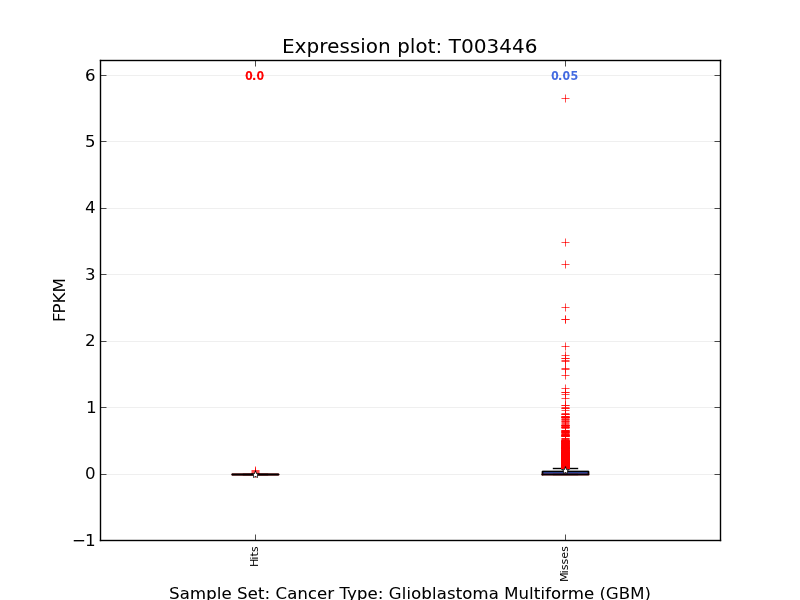 Expression plot: T003446
0.0
0.05
6
5
4
3
2
1
0
−1
FPKM
Hits
Misses
Sample Set: Cancer Type: Glioblastoma Multiforme (GBM)